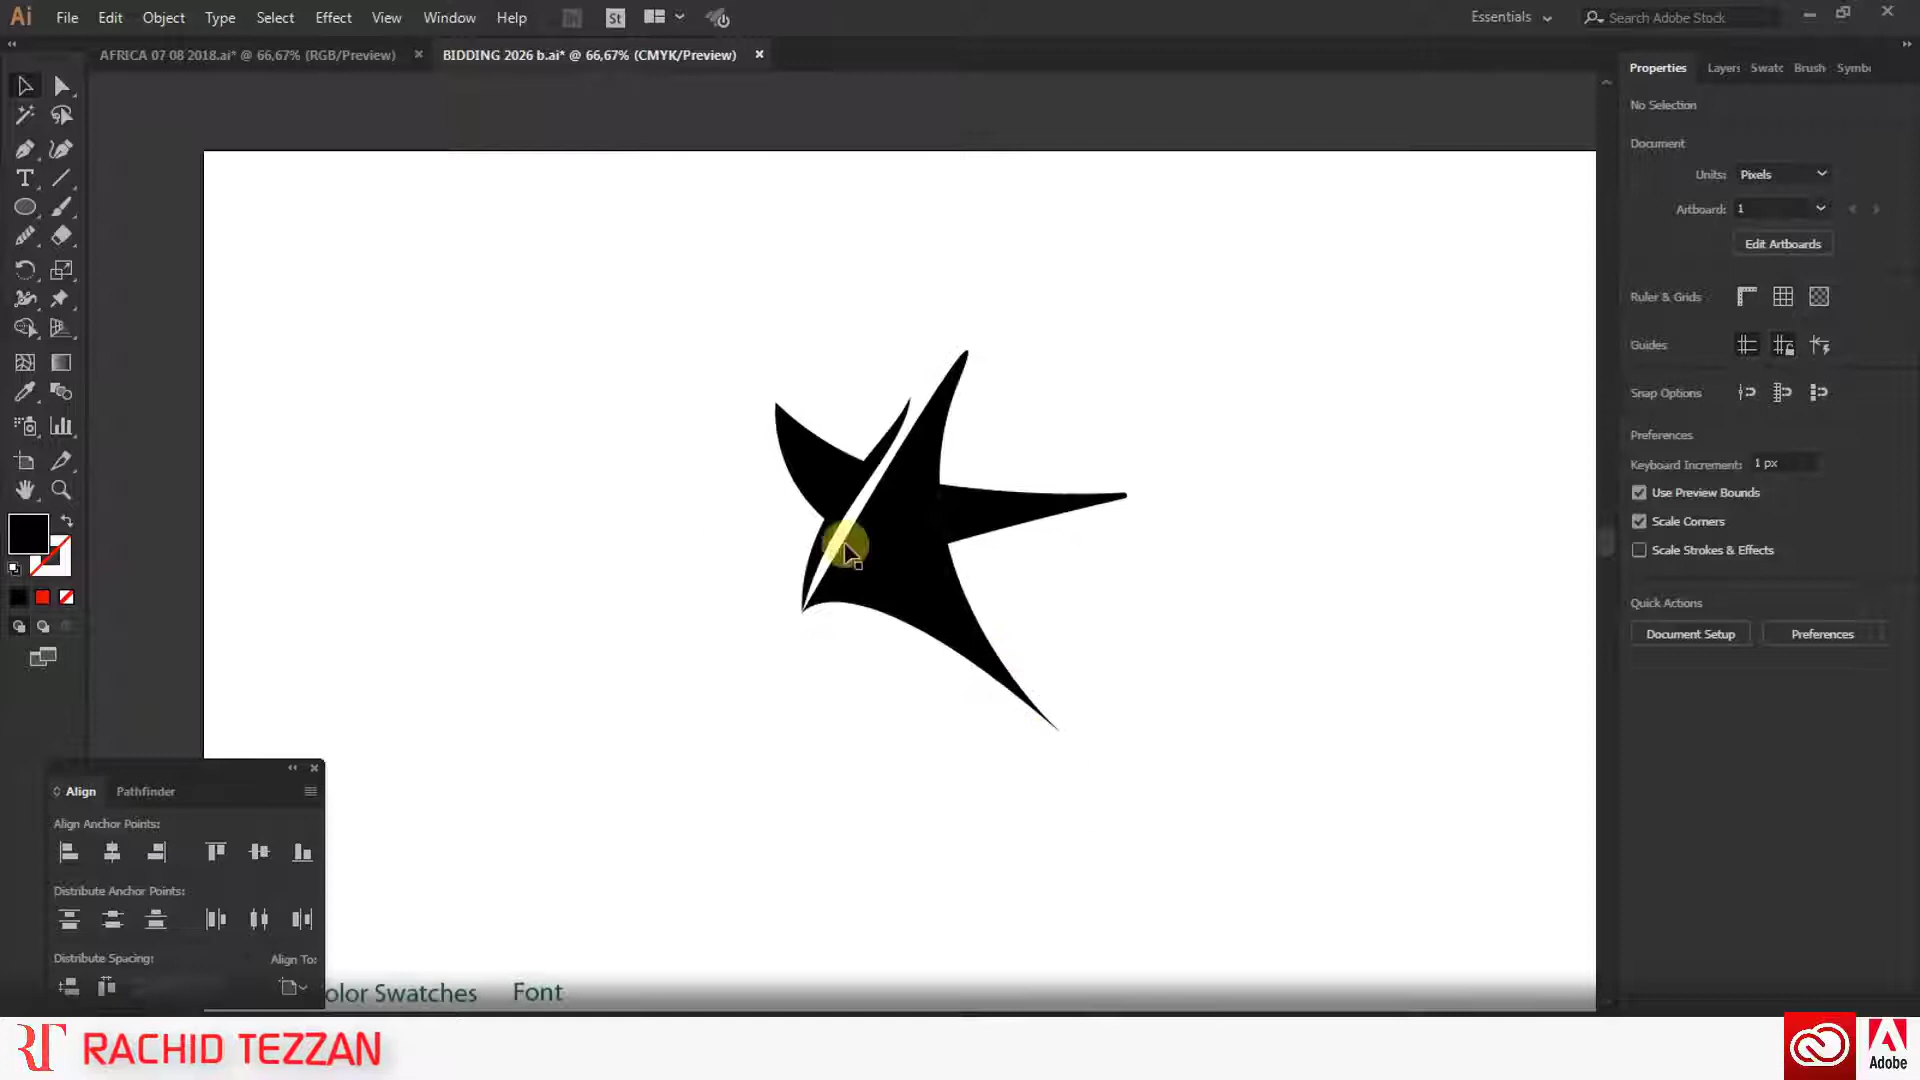 Ai File Edit Object Type Select Effect View Window Help St Essentials Search Adobe Stock
AFRICA 07 08 2018.ai* @ 66,67% (RGB/Preview) BIDDING 2026 b.ai* @ 66,67% (CMYK/Preview)
Properties Layers Swatc Brush Symbo
No Selection
Document
Units: Pixels
Artboard: 1
Edit Artboards
Ruler & Grids
Guides
Snap Options
Preferences
Keyboard Increment: 1 px
Use Preview Bounds
Scale Corners
Scale Strokes & Effects
Quick Actions
Document Setup Preferences
Align Pathfinder
Align Anchor Points:
Distribute Anchor Points:
Distribute Spacing: Align To:
olor Swatches Font
RT RACHID TEZZAN
Adobe